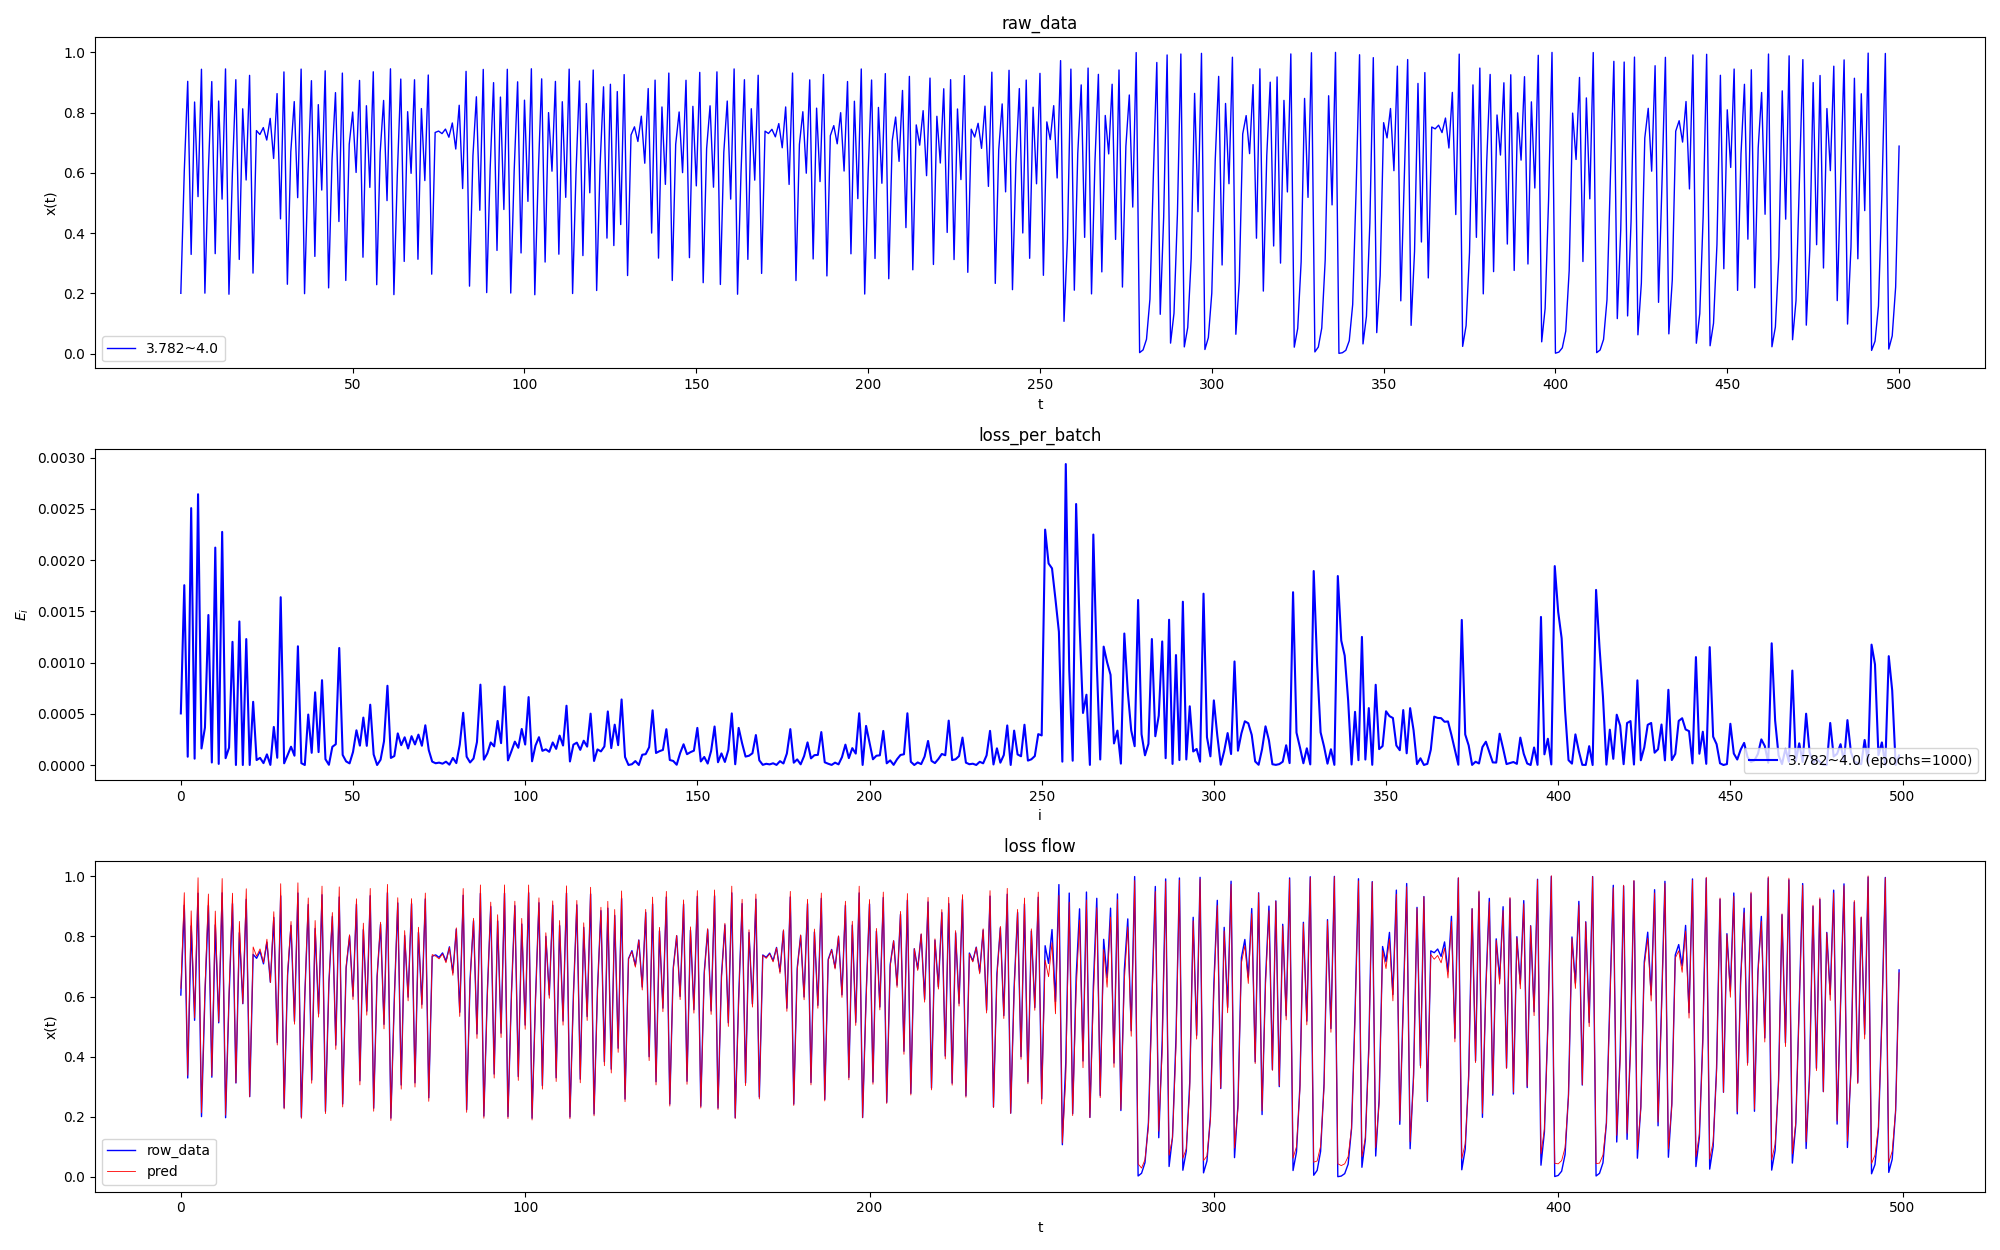 raw_data
1.0
0.8
0.6
0.4
0.2
0.0
x(t)
3.782~4.0
50 100 150 200 250 300 350 400 450 500
t
loss_per_batch
0.0030
0.0025
0.0020
0.0015
0.0010
0.0005
0.0000
E_i
3.782~4.0 (epochs=1000)
0 50 100 150 200 250 300 350 400 450 500
i
loss flow
1.0
0.8
0.6
0.4
0.2
0.0
x(t)
row_data
pred
0 100 200 300 400 500
t